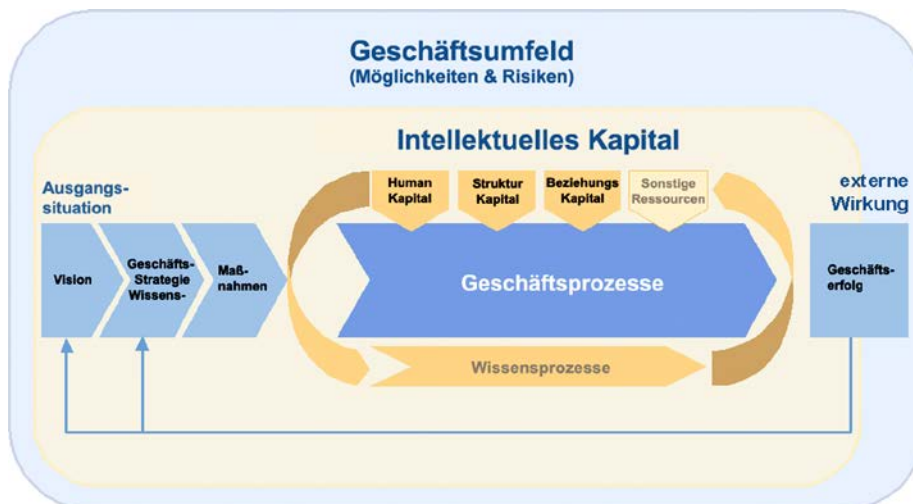 Geschäftsumfeld
(Möglichkeiten & Risiken)
Intellektuelles Kapital
Ausgangs-
situation
Human
Kapital
Struktur
Kapital
Beziehungs
Kapital
Sonstige
Ressourcen
externe
Wirkung
Vision
Geschäfts-
Strategie
Wissens-
Maß-
nahmen
Geschäftsprozesse
Geschäfts-
erfolg
Wissensprozesse